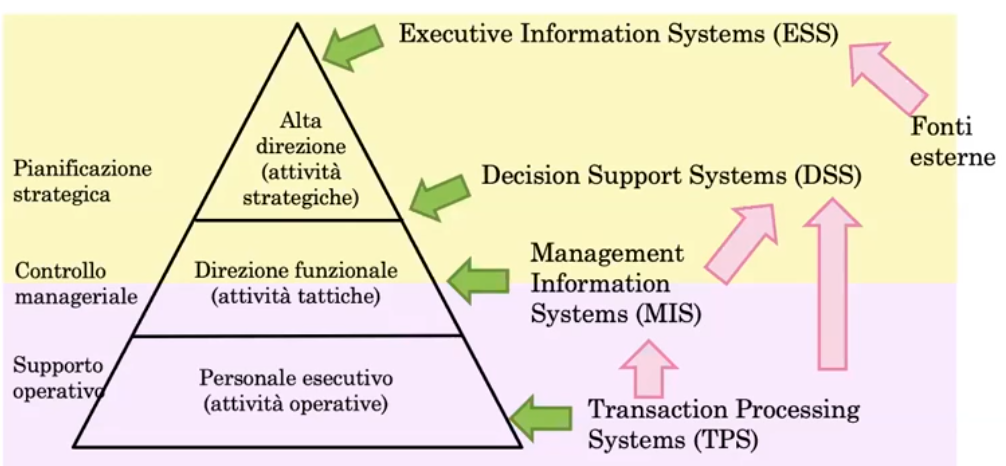 Executive Information Systems (ESS)
Fonti
esterne
Alta
direzione
(attività
strategiche)
Pianificazione
strategica
Decision Support Systems (DSS)
Management
Information
Systems (MIS)
Controllo
manageriale
Direzione funzionale
(attività tattiche)
Supporto
operativo
Personale esecutivo
(attività operative)
Transaction Processing
Systems (TPS)